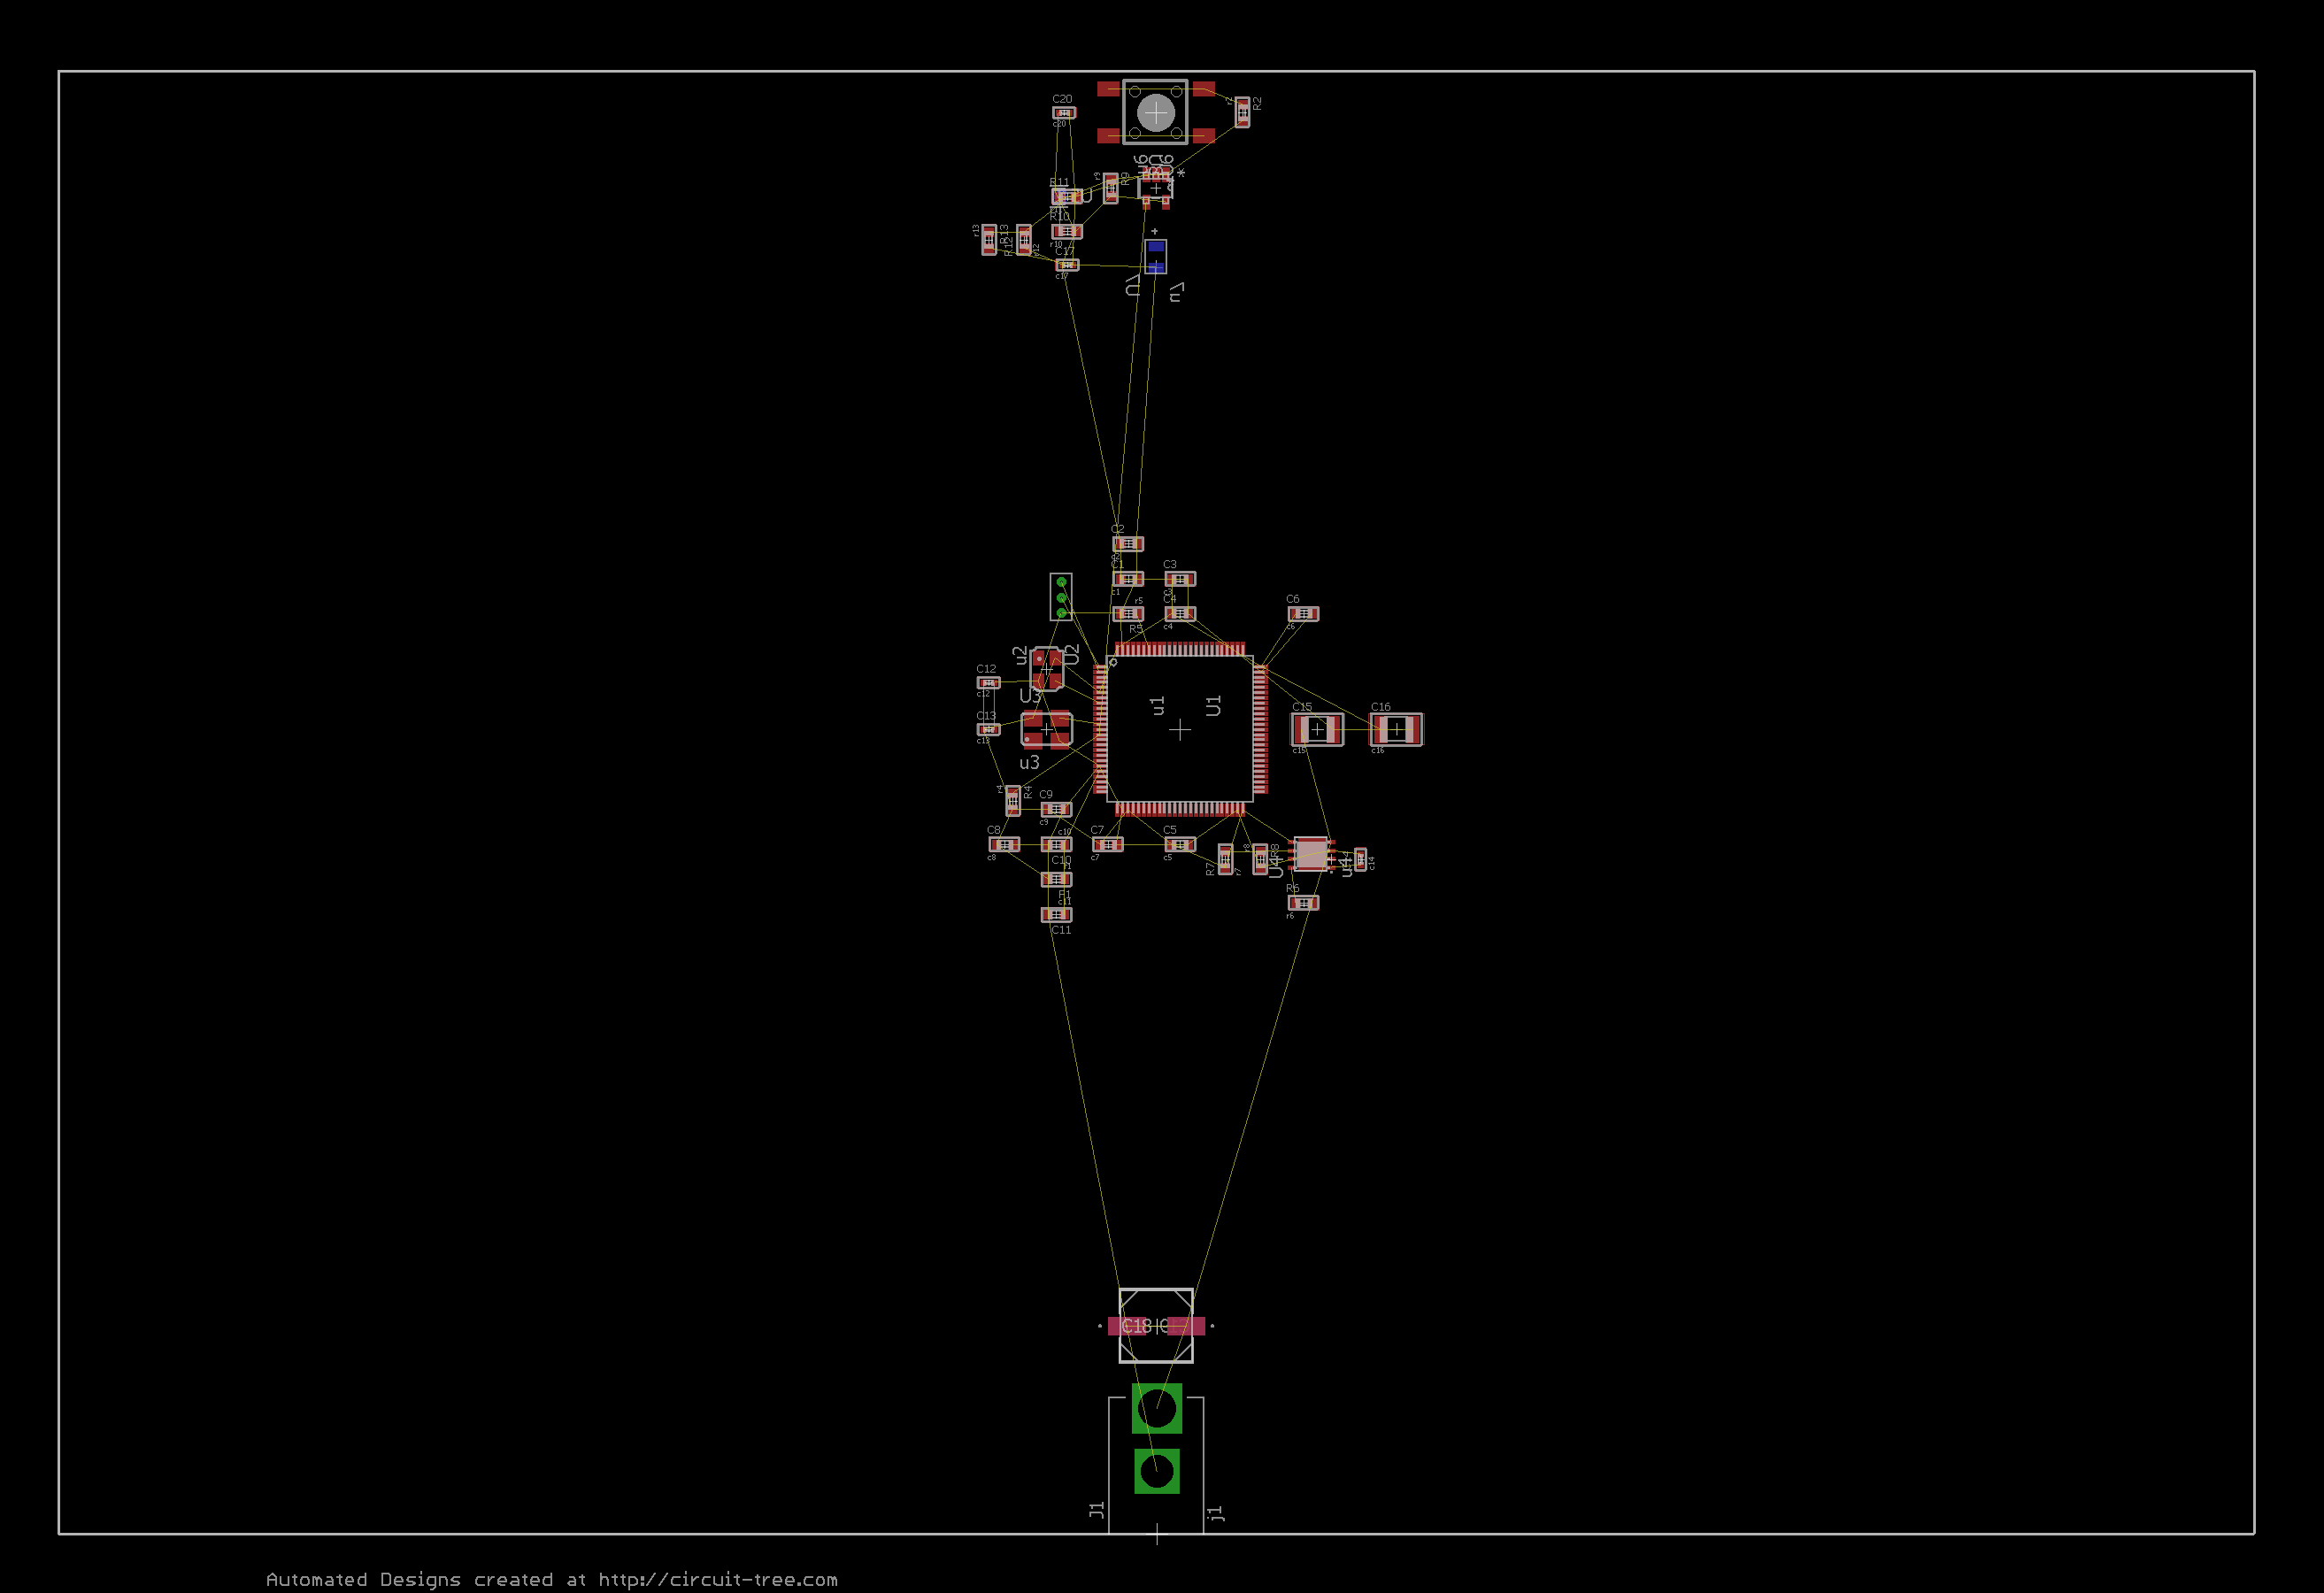 C20
c20
r2
R2
r9
R9
R11
R10
r10
r13
R13
R12
r12
C17
c17
U7
u7
C2
C1
c1
C3
c3
r5
R5
C4
c4
C6
c6
u2
U2
C12
c12
U3
u1
U1
C13
c13
u3
C15
c15
C16
c16
r4
R4
C9
c9
c10
C8
c8
C10
C7
c7
C5
c5
R7
r7
r8
R8
U4
u4
c14
F1
c11
C11
R6
r6
C18
J1
j1
Automated Designs created at http://circuit-tree.com